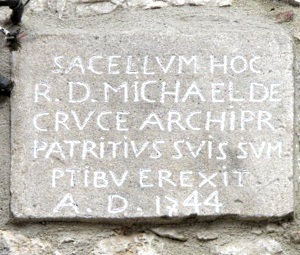 SACELLVM HOC
R. D. MICHAEL DE
CRVCE ARCHIPR
PATRITIVS SVIS SVM
PTIBV EREXIT
A. D. 1744